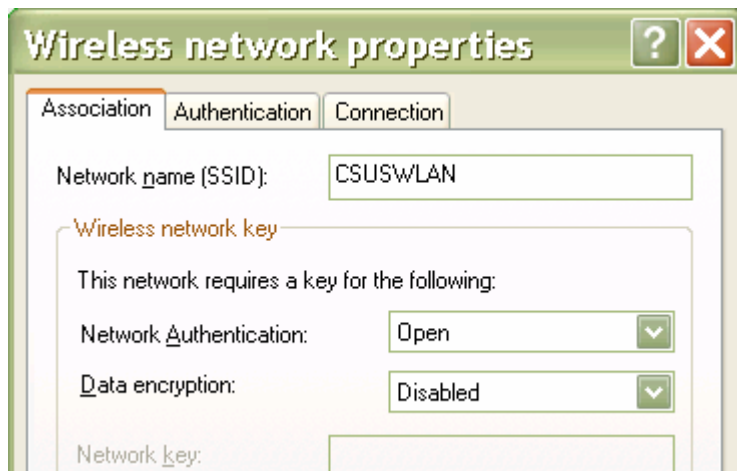 Wireless network properties ?
Association Authentication Connection
Network name (SSID): CSUSWLAN
Wireless network key
This network requires a key for the following:
Network Authentication: Open
Data encryption: Disabled
Network key: